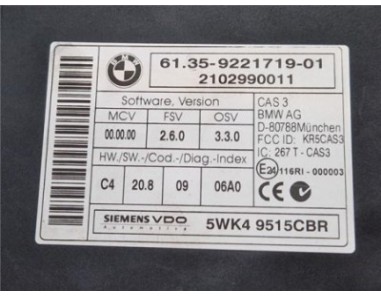 BMW
61.35-9221719-01
2102990011
Software, Version
MCV FSV OSV
00.00.00 2.6.0 3.3.0
HW./SW.-/Cod.-/Diag.-Index
C4 20.8 09 06A0
CAS 3
BMW AG
D-80788München
FCC ID: KR5CAS3
IC: 267 T - CAS3
E24 116RI - 000003
SIEMENS VDO
Automotive
5WK4 9515CBR